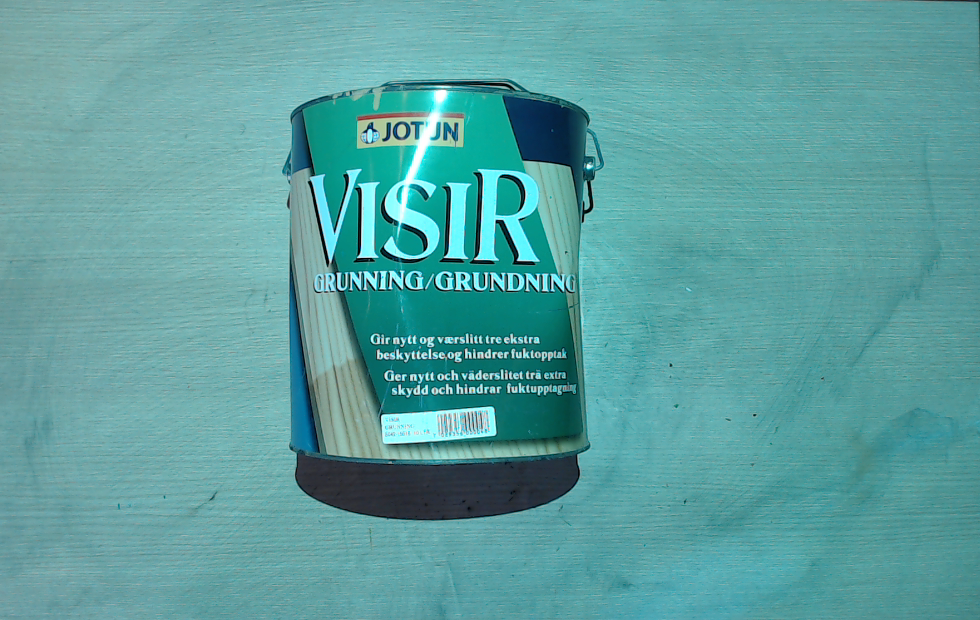 JOTUN
VISIR
GRUNNING/GRUNDNING
Gir nytt og værslitt tre ekstra
beskyttelse,og hindrer fuktopptak
Ger nytt och väderslitet trä extra
skydd och hindrar fuktupptagning